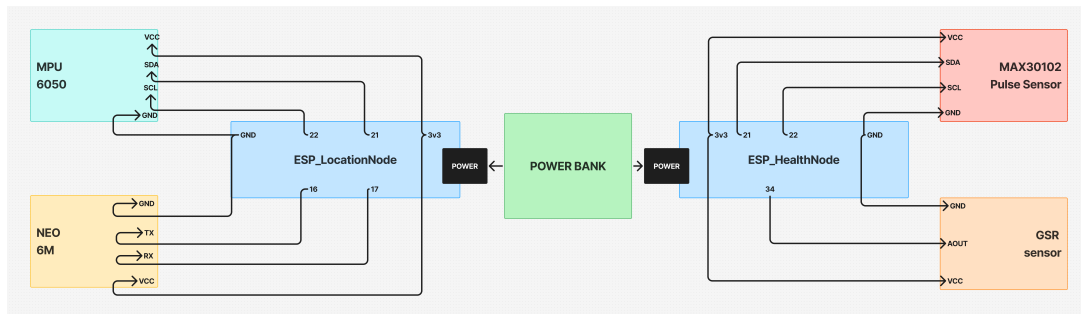 MPU
6050
VCC
SDA
SCL
GND
GND
22
21
3v3
ESP_LocationNode
16
17
POWER
NEO
6M
GND
TX
RX
VCC
POWER BANK
POWER
3v3
21
22
GND
ESP_HealthNode
34
VCC
SDA
SCL
GND
MAX30102
Pulse Sensor
GND
AOUT
VCC
GSR
sensor